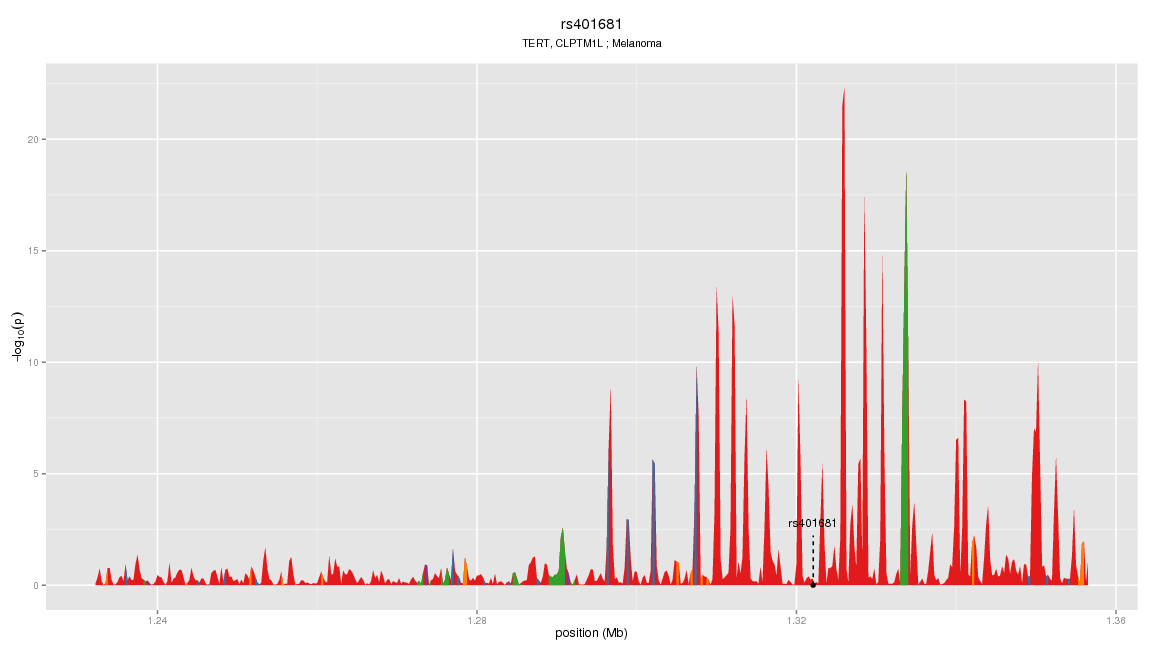 rs401681
TERT, CLPTM1L ; Melanoma
20
15
10
5
0
−log10(p)
rs401681
1.24
1.28
1.32
1.36
position (Mb)